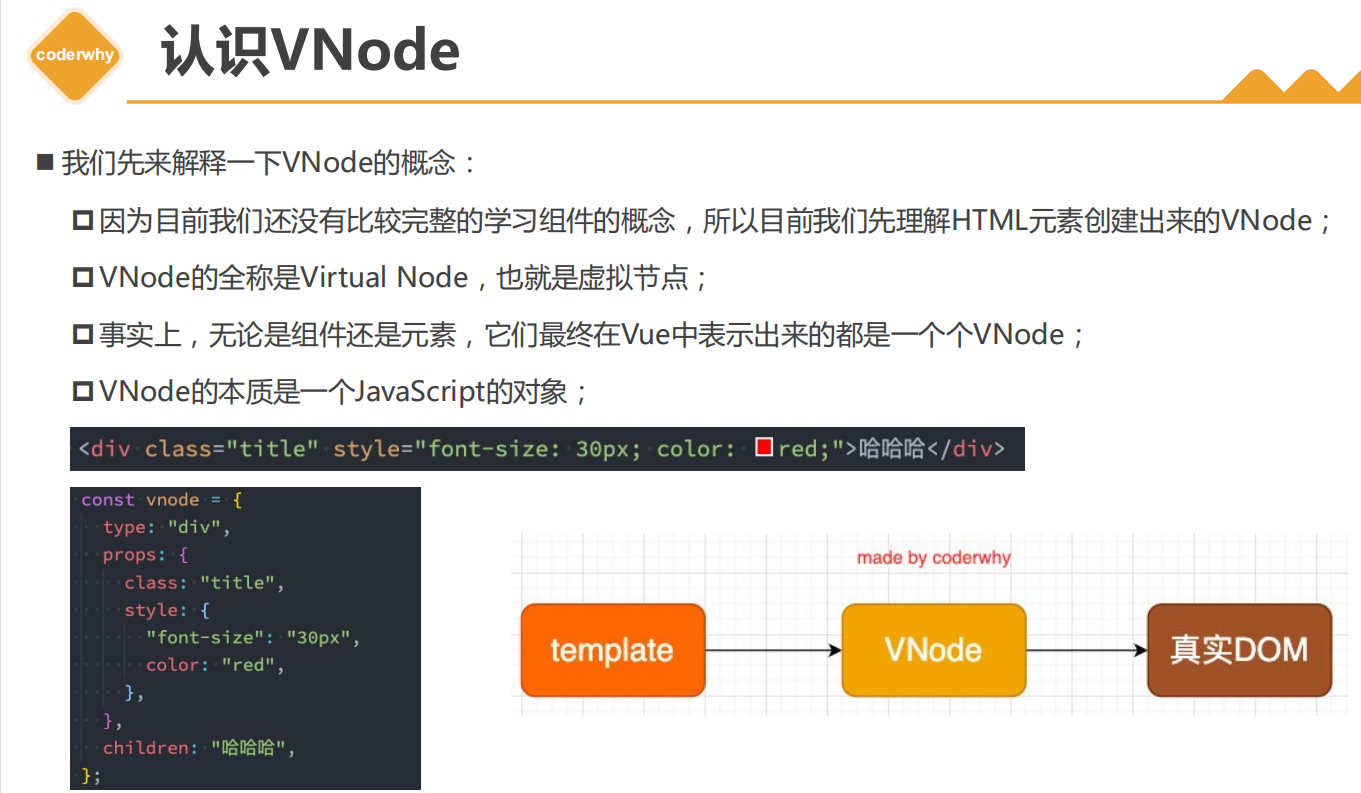 coderwhy
认识VNode
我们先来解释一下VNode的概念：
因为目前我们还没有比较完整的学习组件的概念，所以目前我们先理解HTML元素创建出来的VNode；
VNode的全称是Virtual Node，也就是虚拟节点；
事实上，无论是组件还是元素，它们最终在Vue中表示出来的都是一个个VNode；
VNode的本质是一个JavaScript的对象；
<div class="title" style="font-size: 30px; color: red;">哈哈哈</div>
const vnode = {
  type: "div",
  props: {
    class: "title",
    style: {
      "font-size": "30px",
      color: "red",
    },
  },
  children: "哈哈哈",
};
made by coderwhy
template
VNode
真实DOM